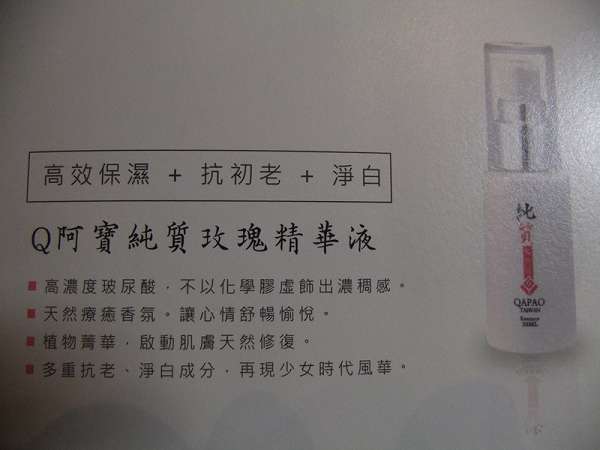 高效保濕 + 抗初老 + 淨白
Q阿寶純質玫瑰精華液
高濃度玻尿酸，不以化學膠虛飾出濃稠感。
天然療癒香氛。讓心情舒暢愉悅。
植物菁華，啟動肌膚天然修復。
多重抗老、淨白成分，再現少女時代風華。
純質
QAPAO
TAIWAN
Essence